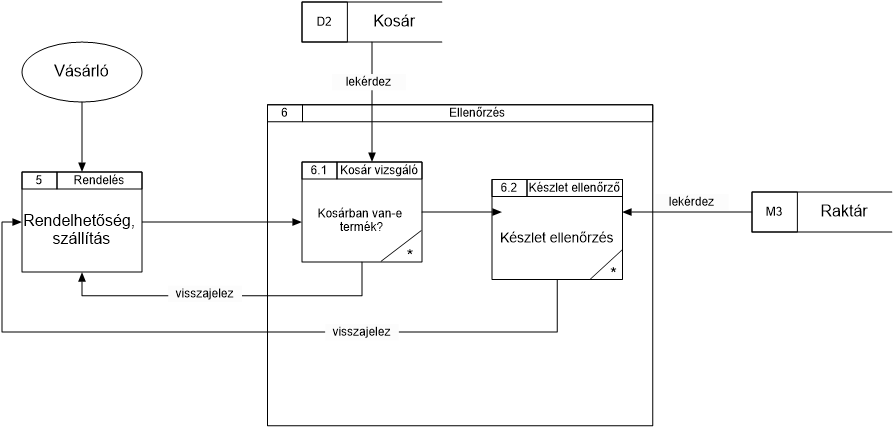 D2 Kosár
Vásárló
lekérdez
6 Ellenőrzés
5 Rendelés
Rendelhetőség,
szállítás
6.1 Kosár vizsgáló
Kosárban van-e
termék?
*
6.2 Készlet ellenőrző
Készlet ellenőrzés
*
lekérdez
M3 Raktár
visszajelez
visszajelez